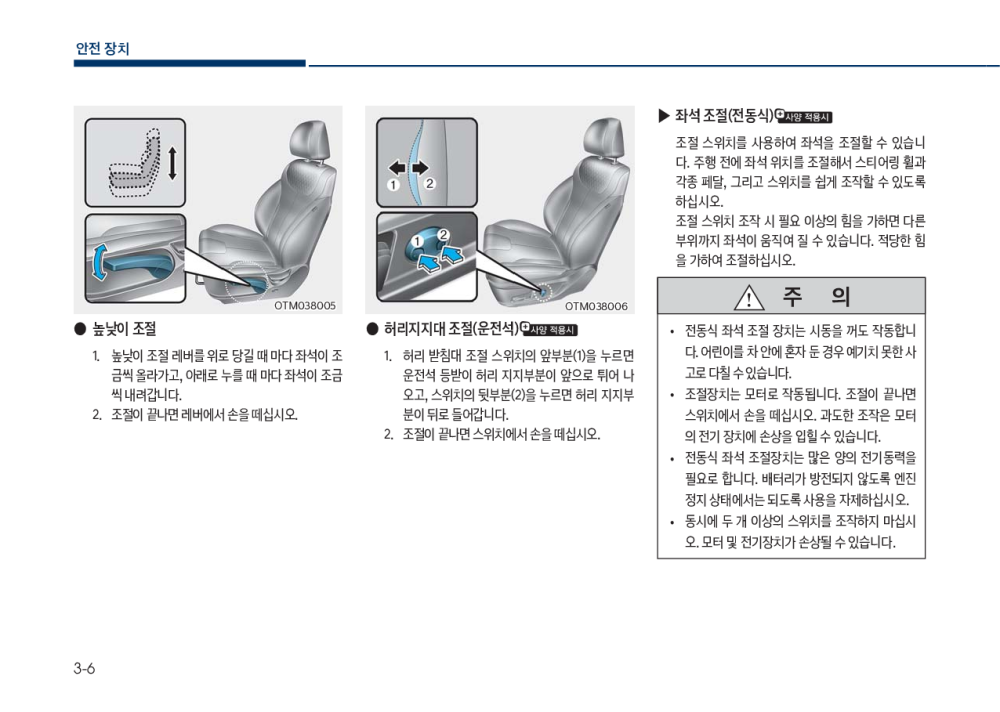 안전 장치
OTM038005
● 높낮이 조절
1. 높낮이 조절 레버를 위로 당길 때 마다 좌석이 조
금씩 올라가고, 아래로 누를 때 마다 좌석이 조금
씩 내려갑니다.
2. 조절이 끝나면 레버에서 손을 떼십시오.
1
2
1
2
OTM038006
● 허리지지대 조절(운전석) 사양 적용시
1. 허리 받침대 조절 스위치의 앞부분(1)을 누르면
운전석 등받이 허리 지지부분이 앞으로 튀어 나
오고, 스위치의 뒷부분(2)을 누르면 허리 지지부
분이 뒤로 들어갑니다.
2. 조절이 끝나면 스위치에서 손을 떼십시오.
▶ 좌석 조절(전동식) 사양 적용시
조절 스위치를 사용하여 좌석을 조절할 수 있습니
다. 주행 전에 좌석 위치를 조절해서 스티어링 휠과
각종 페달, 그리고 스위치를 쉽게 조작할 수 있도록
하십시오.
조절 스위치 조작 시 필요 이상의 힘을 가하면 다른
부위까지 좌석이 움직여 질 수 있습니다. 적당한 힘
을 가하여 조절하십시오.
주 의
• 전동식 좌석 조절 장치는 시동을 꺼도 작동합니
다. 어린이를 차 안에 혼자 둔 경우 예기치 못한 사
고로 다칠 수 있습니다.
• 조절장치는 모터로 작동됩니다. 조절이 끝나면
스위치에서 손을 떼십시오. 과도한 조작은 모터
의 전기 장치에 손상을 입힐 수 있습니다.
• 전동식 좌석 조절장치는 많은 양의 전기동력을
필요로 합니다. 배터리가 방전되지 않도록 엔진
정지 상태에서는 되도록 사용을 자제하십시오.
• 동시에 두 개 이상의 스위치를 조작하지 마십시
오. 모터 및 전기장치가 손상될 수 있습니다.
3-6